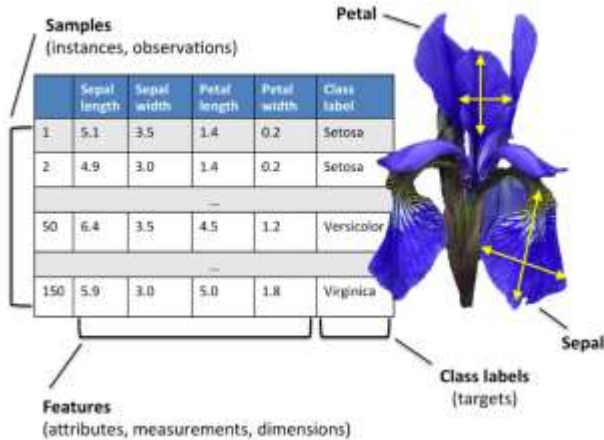 Samples
(instances, observations)
Petal
Sepal length Sepal width Petal length Petal width Class label
1 5.1 3.5 1.4 0.2 Setosa
2 4.9 3.0 1.4 0.2 Setosa
...
50 6.4 3.5 4.5 1.2 Versicolor
...
150 5.9 3.0 5.0 1.8 Virginica
Sepal
Class labels
(targets)
Features
(attributes, measurements, dimensions)